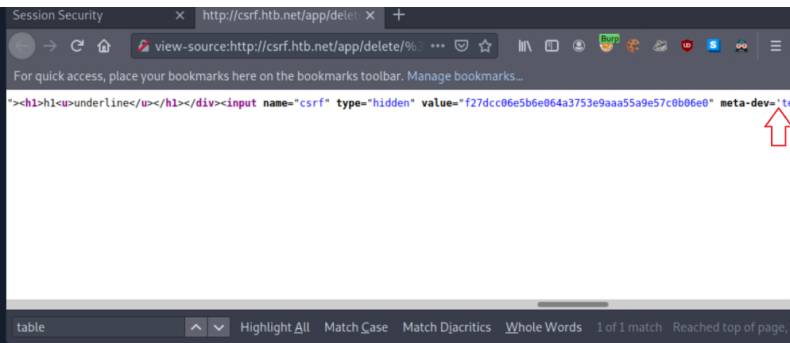 Session Security
http://csrf.htb.net/app/delet
view-source:http://csrf.htb.net/app/delete/%3
Burp
For quick access, place your bookmarks here on the bookmarks toolbar. Manage bookmarks...
"><h1>h1<u>underline</u></h1></div><input name="csrf" type="hidden" value="f27dcc06e5b6e064a3753e9aaa55a9e57c0b06e0" meta-dev='te
table
Highlight All Match Case Match Diacritics Whole Words 1 of 1 match Reached top of page,